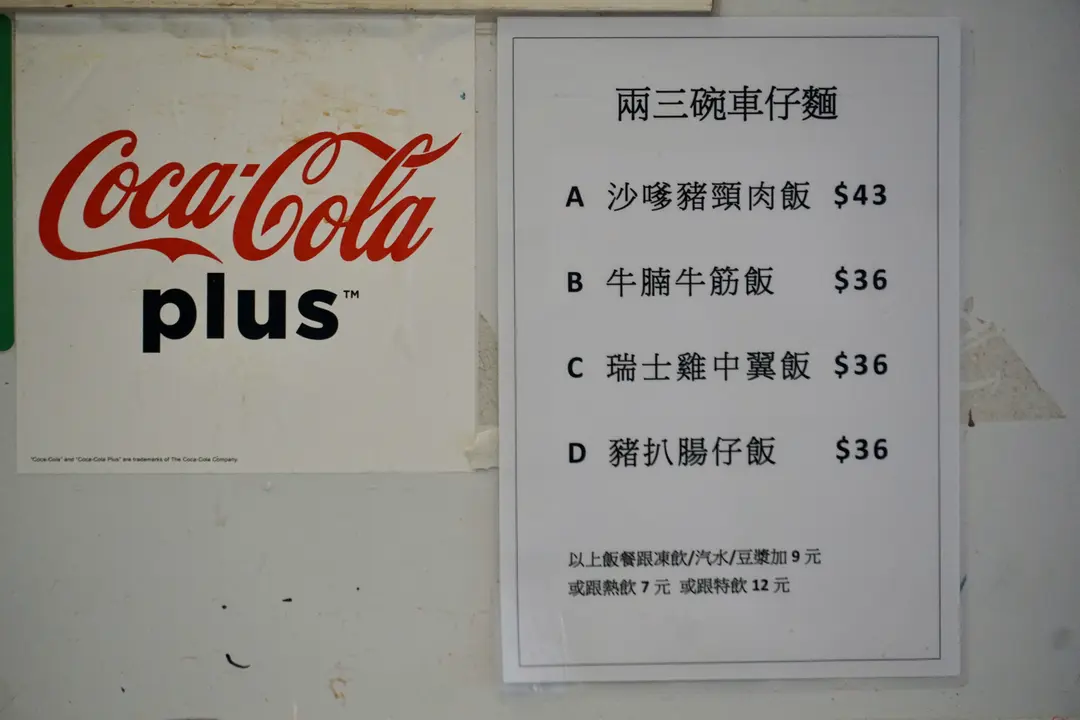 Coca-Cola
plus™
"Coca-Cola" and "Coca-Cola Plus" are trademarks of The Coca-Cola Company.
兩三碗車仔麵
A 沙嗲豬頸肉飯 $43
B 牛腩牛筋飯 $36
C 瑞士雞中翼飯 $36
D 豬扒腸仔飯 $36
以上飯餐跟凍飲/汽水/豆漿加 9 元
或跟熱飲 7 元 或跟特飲 12 元